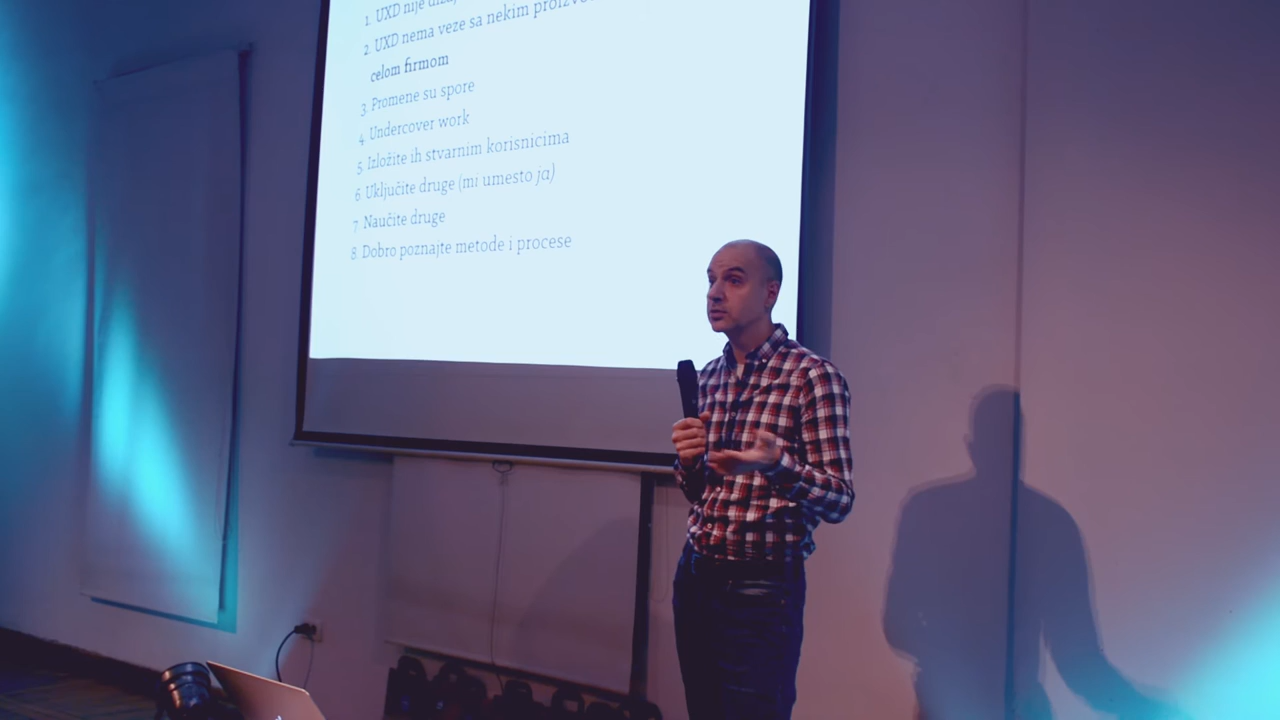 1. UXD nije
2. UXD nema veze sa nekim
celom firmom
3. Promene su spore
4. Undercover work
5. Izložite ih stvarnim korisnicima
6. Uključite druge (mi umesto ja)
7 Naučite druge
8. Dobro poznajte metode i procese